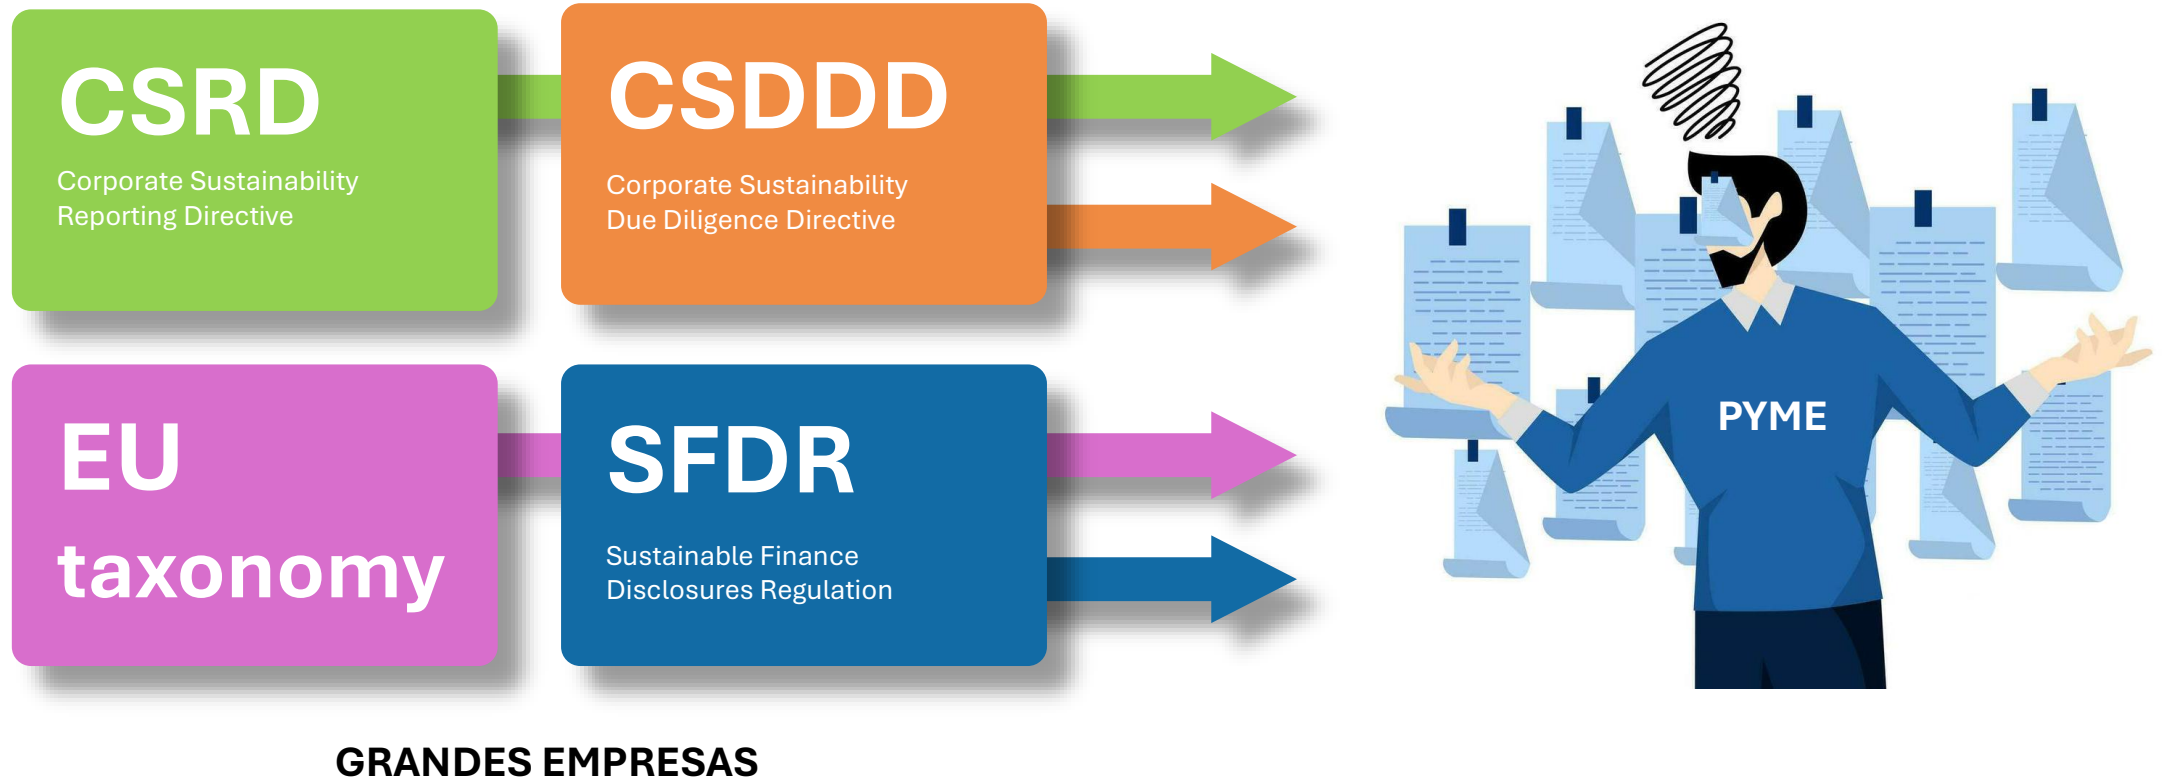 CSRD
Corporate Sustainability
Reporting Directive
CSDDD
Corporate Sustainability
Due Diligence Directive
EU
taxonomy
SFDR
Sustainable Finance
Disclosures Regulation
PYME
GRANDES EMPRESAS